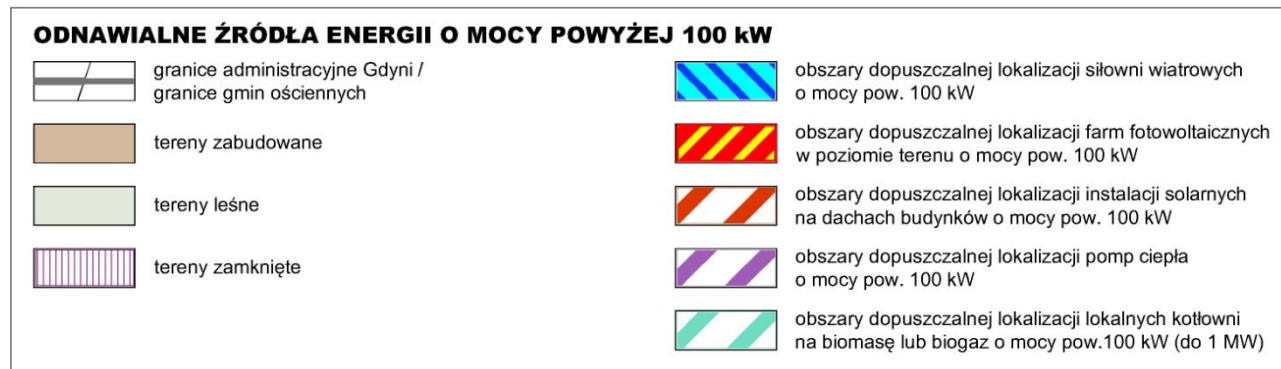 ODNAWIALNE ŹRÓDŁA ENERGII O MOCY POWYŻEJ 100 kW
granice administracyjne Gdyni /
granice gmin ościennych
tereny zabudowane
tereny leśne
tereny zamknięte
obszary dopuszczalnej lokalizacji siłowni wiatrowych
o mocy pow. 100 kW
obszary dopuszczalnej lokalizacji farm fotowoltaicznych
w poziomie terenu o mocy pow. 100 kW
obszary dopuszczalnej lokalizacji instalacji solarnych
na dachach budynków o mocy pow. 100 kW
obszary dopuszczalnej lokalizacji pomp ciepła
o mocy pow. 100 kW
obszary dopuszczalnej lokalizacji lokalnych kotłowni
na biomasę lub biogaz o mocy pow.100 kW (do 1 MW)